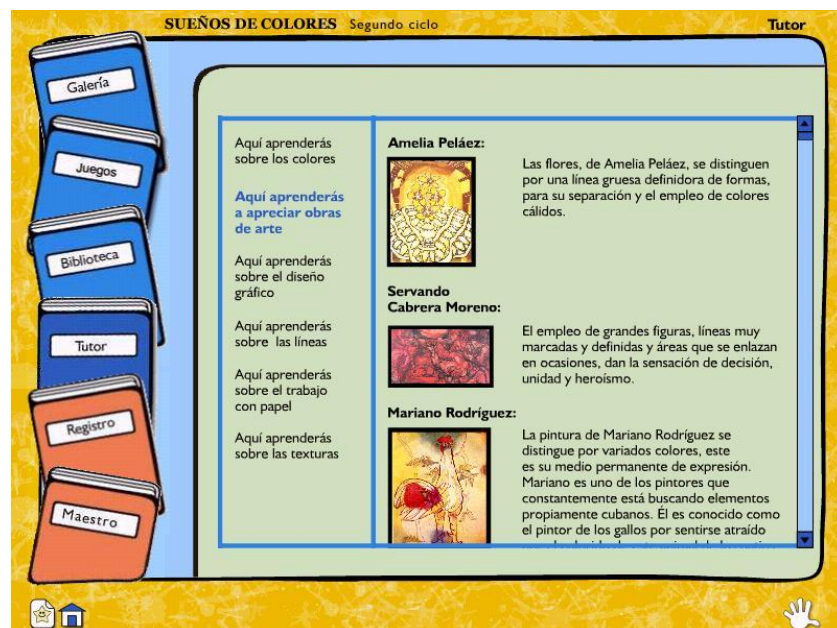 SUEÑOS DE COLORES Segundo ciclo
Tutor
Galería
Juegos
Biblioteca
Tutor
Registro
Maestro
Aquí aprenderás
sobre los colores
Aquí aprenderás
a apreciar obras
de arte
Aquí aprenderás
sobre el diseño
gráfico
Aquí aprenderás
sobre las líneas
Aquí aprenderás
sobre el trabajo
con papel
Aquí aprenderás
sobre las texturas
Amelia Peláez:
Las flores, de Amelia Peláez, se distinguen
por una línea gruesa definidora de formas,
para su separación y el empleo de colores
cálidos.
Servando
Cabrera Moreno:
El empleo de grandes figuras, líneas muy
marcadas y definidas y áreas que se enlazan
en ocasiones, dan la sensación de decisión,
unidad y heroísmo.
Mariano Rodríguez:
La pintura de Mariano Rodríguez se
distingue por variados colores, este
es su medio permanente de expresión.
Mariano es uno de los pintores que
constantemente está buscando elementos
propiamente cubanos. Él es conocido como
el pintor de los gallos por sentirse atraído